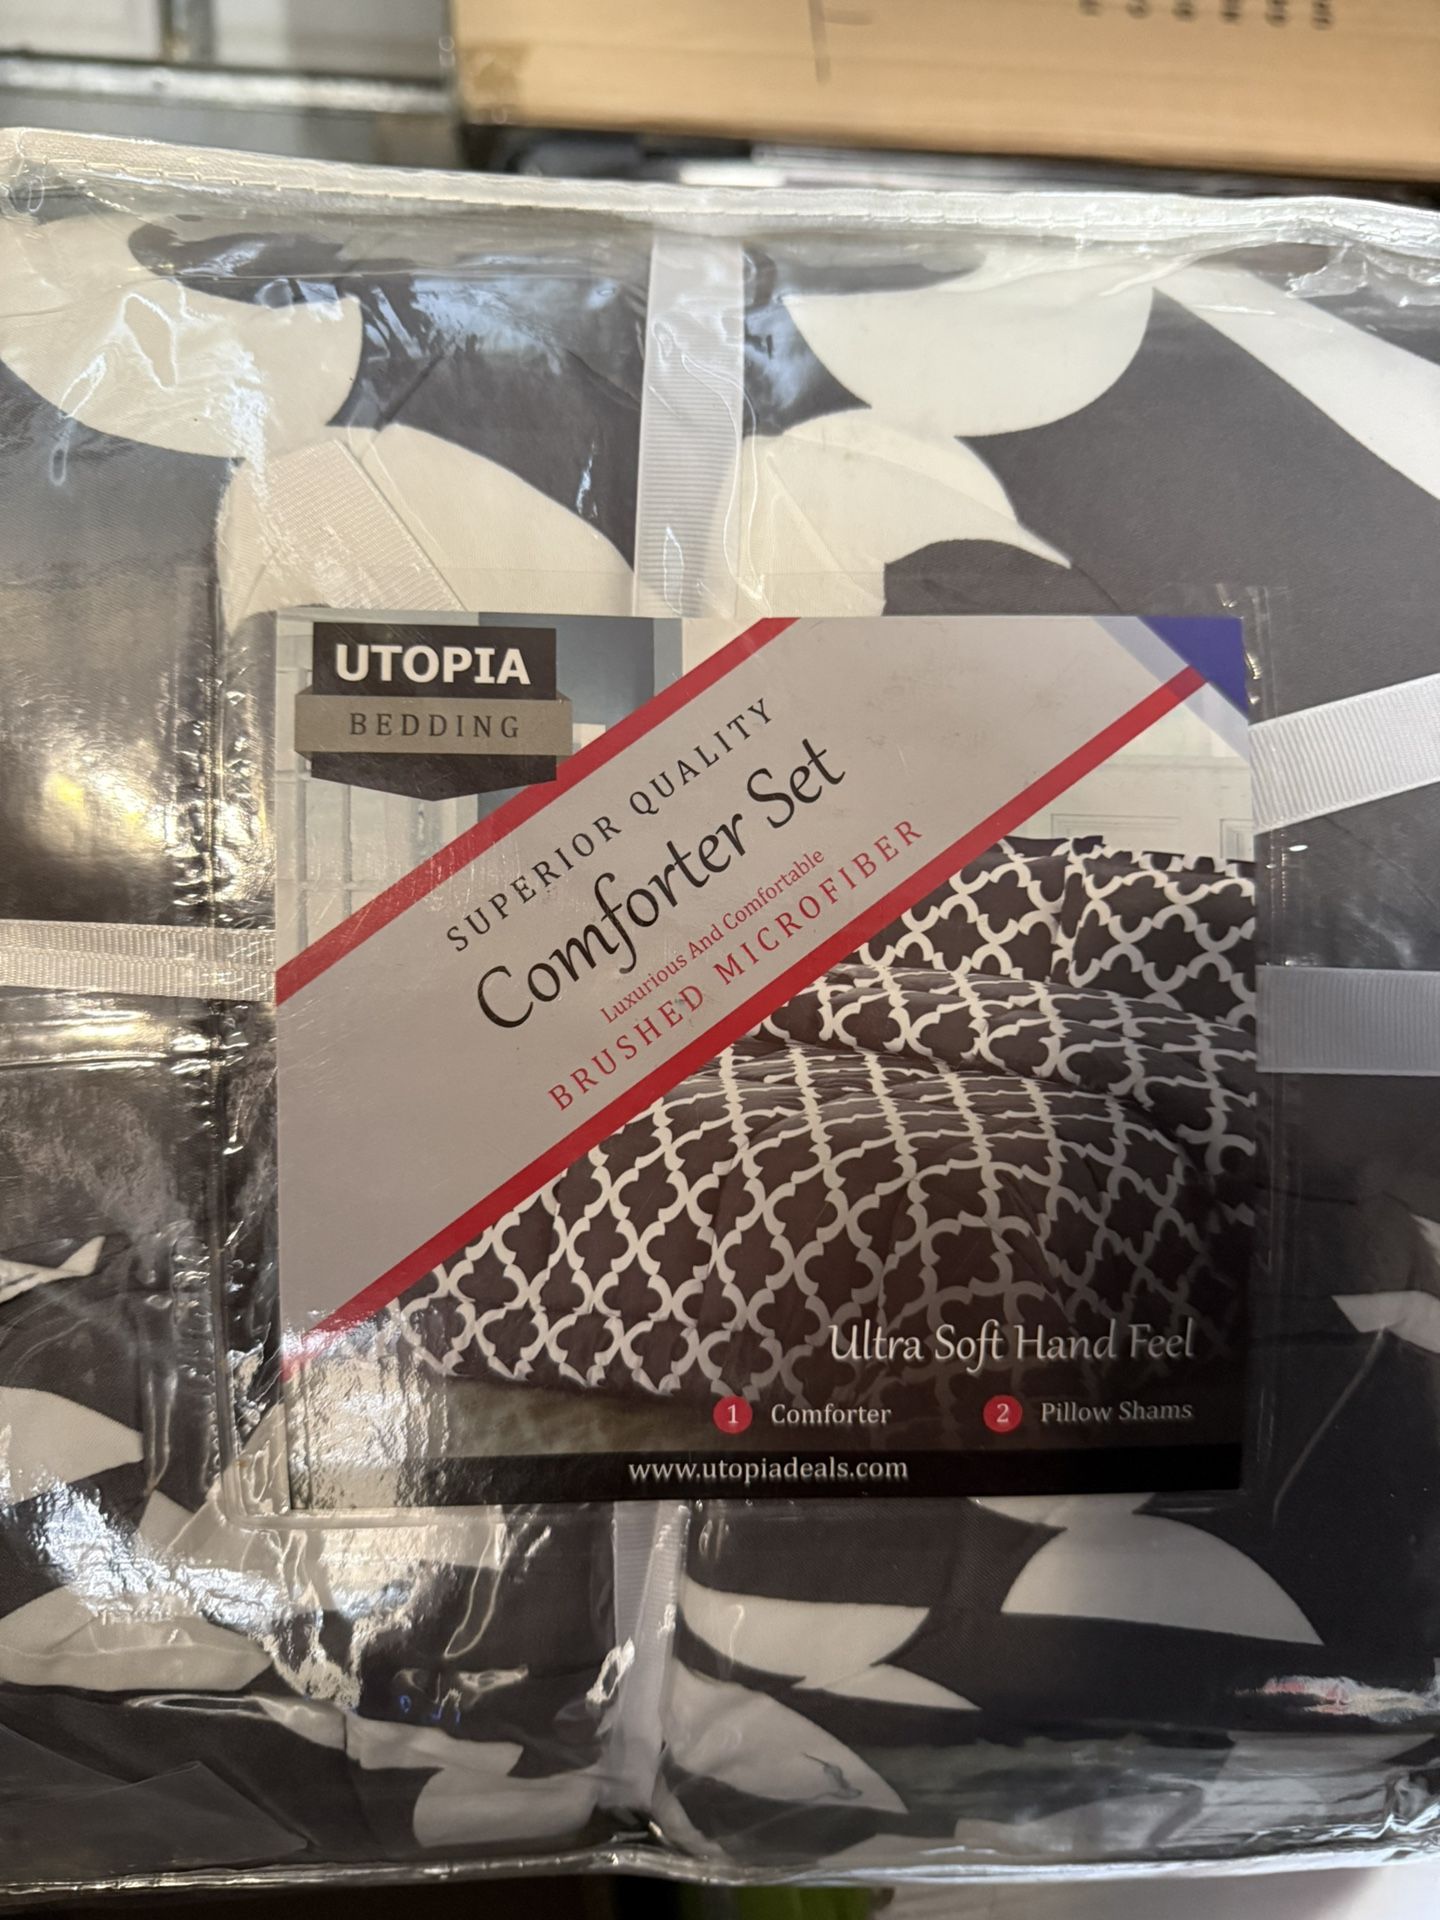 UTOPIA
BEDDING
SUPERIOR QUALITY
Comforter Set
Luxurious And Comfortable
BRUSHED MICROFIBER
Ultra Soft Hand Feel
1 Comforter
2 Pillow Shams
www.utopiadeals.com